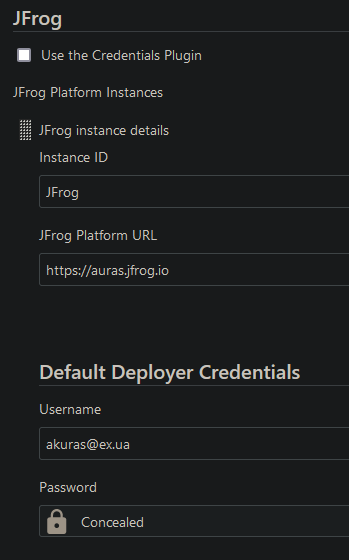 JFrog
Use the Credentials Plugin
JFrog Platform Instances
JFrog instance details
Instance ID
JFrog
JFrog Platform URL
https://auras.jfrog.io
Default Deployer Credentials
Username
akuras@ex.ua
Password
Concealed